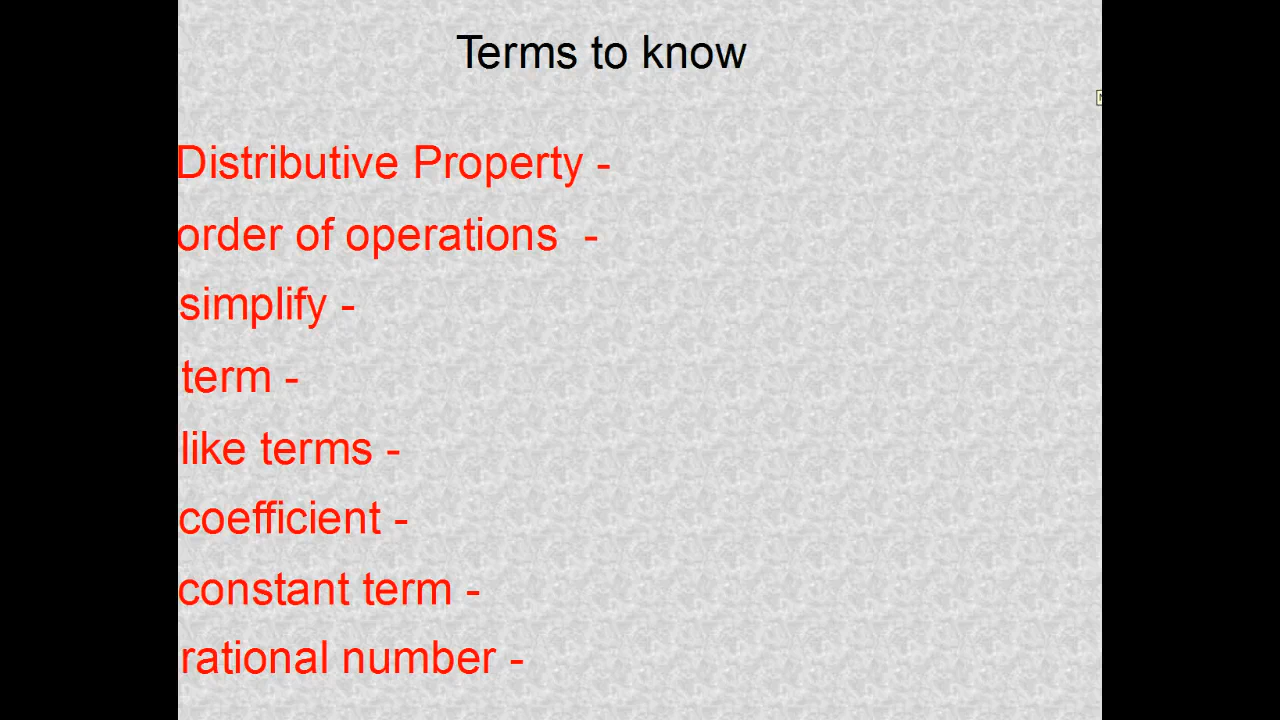 Terms to know
Distributive Property -
order of operations -
simplify -
term -
like terms -
coefficient -
constant term -
rational number -